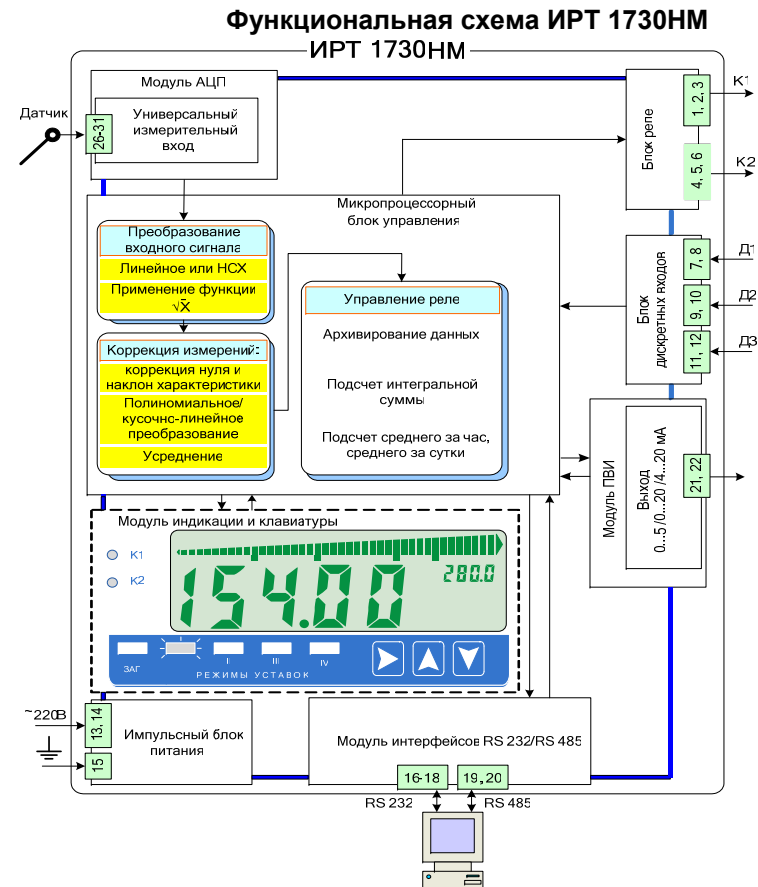 Функциональная схема ИРТ 1730НМ
ИРТ 1730НМ
Модуль АЦП
Универсальный
измерительный
вход
Датчик
26-31
Блок реле
1, 2, 3
К1
4, 5, 6
К2
Микропроцессорный
блок управления
Преобразование
входного сигнала
Линейное или НСХ
Применение функции
√X̄
Коррекция измерений:
коррекция нуля и
наклон характеристики
Полиномиальное/
кусочно-линейное
преобразование
Усреднение
Управление реле
Архивирование данных
Подсчет интегральной
суммы
Подсчет среднего за час,
среднего за сутки
Блок
дискретных входов
7, 8
Д1
9, 10
Д2
11, 12
Д3
Модуль ПВИ
Выход
0...5 /0...20 /4...20 мА
21, 22
Модуль индикации и клавиатуры
К1
К2
154.00
280.0
ЗАГ
I
II
III
IV
РЕЖИМЫ УСТАВОК
~220В
13, 14
15
Импульсный блок
питания
Модуль интерфейсов RS 232/RS 485
16-18
19, 20
RS 232
RS 485